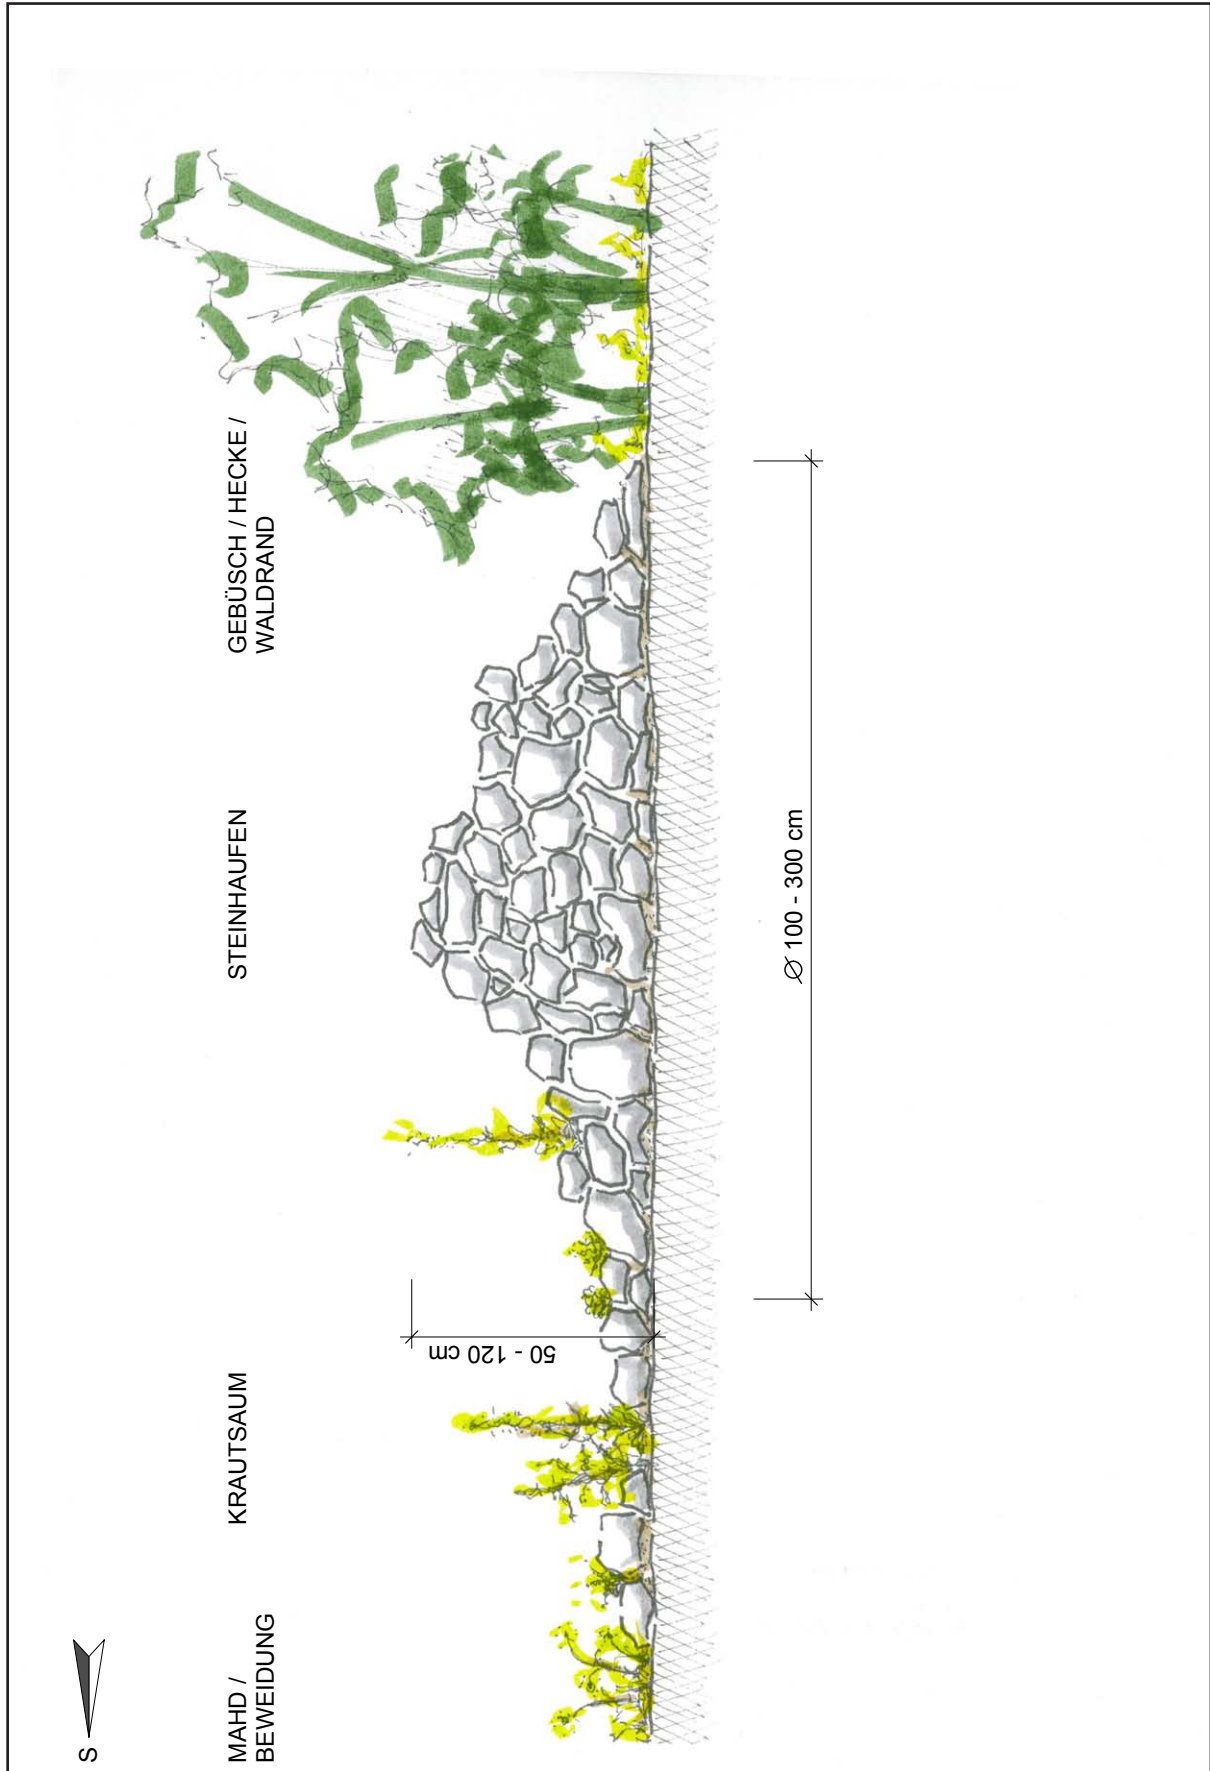 S
MAHD /
BEWEIDUNG
KRAUTSAUM
STEINHAUFEN
GEBÜSCH / HECKE /
WALDRAND
50 - 120 cm
Ø 100 - 300 cm